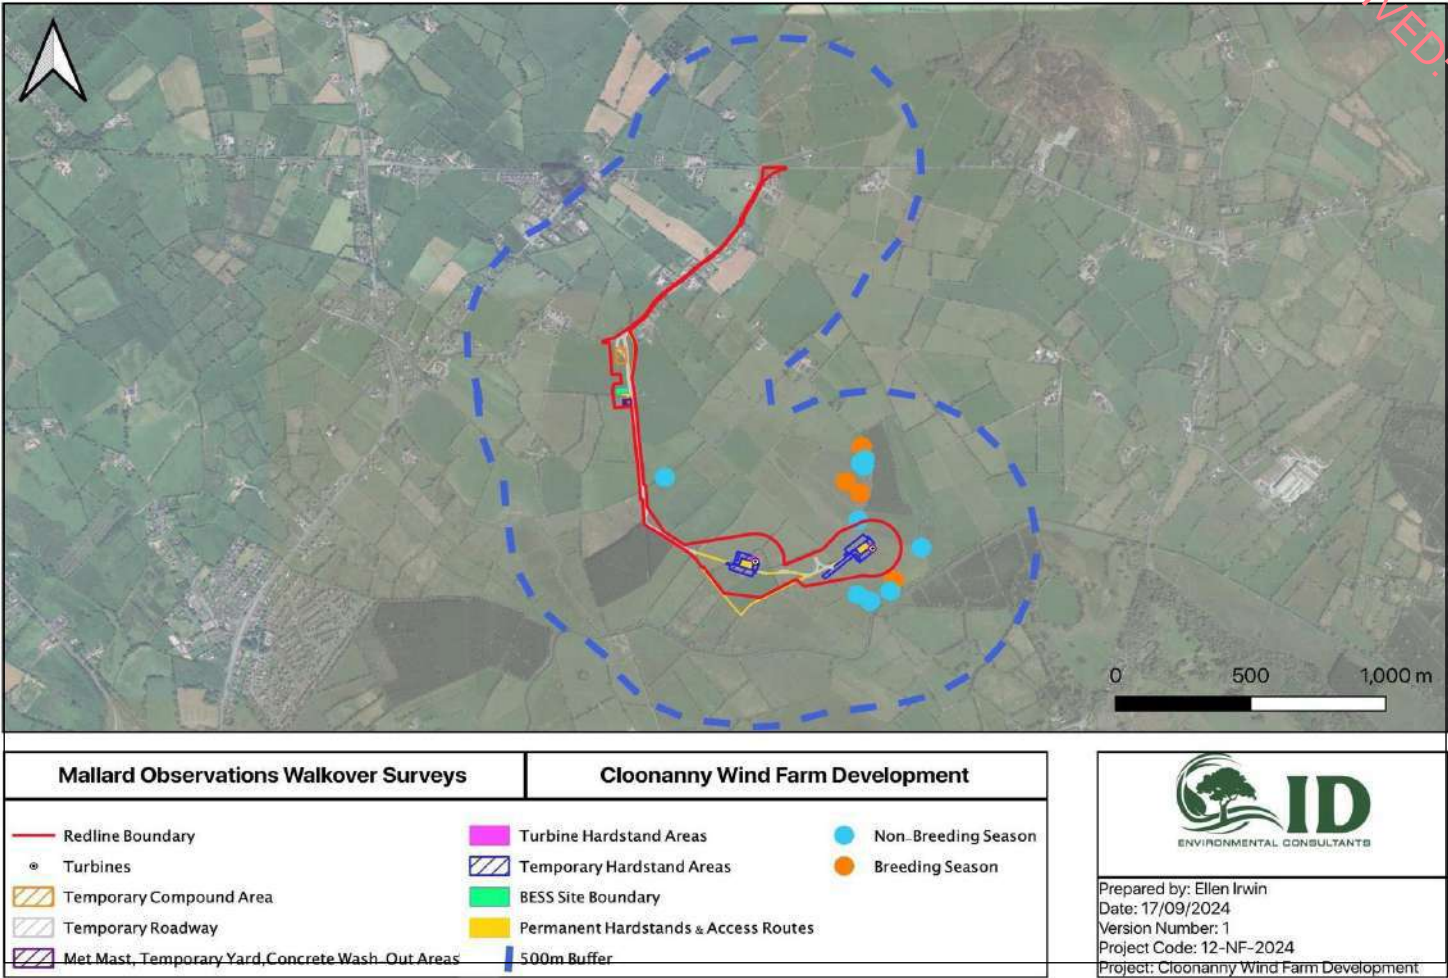 VED:
0 500 1,000 m
Mallard Observations Walkover Surveys
Cloonanny Wind Farm Development
Redline Boundary
Turbines
Temporary Compound Area
Temporary Roadway
Met Mast, Temporary Yard,Concrete Wash-Out Areas
Turbine Hardstand Areas
Temporary Hardstand Areas
BESS Site Boundary
Permanent Hardstands & Access Routes
500m Buffer
Non-Breeding Season
Breeding Season
ID
ENVIRONMENTAL CONSULTANTS
Prepared by: Ellen Irwin
Date: 17/09/2024
Version Number: 1
Project Code: 12-NF-2024
Project: Cloonanny Wind Farm Development